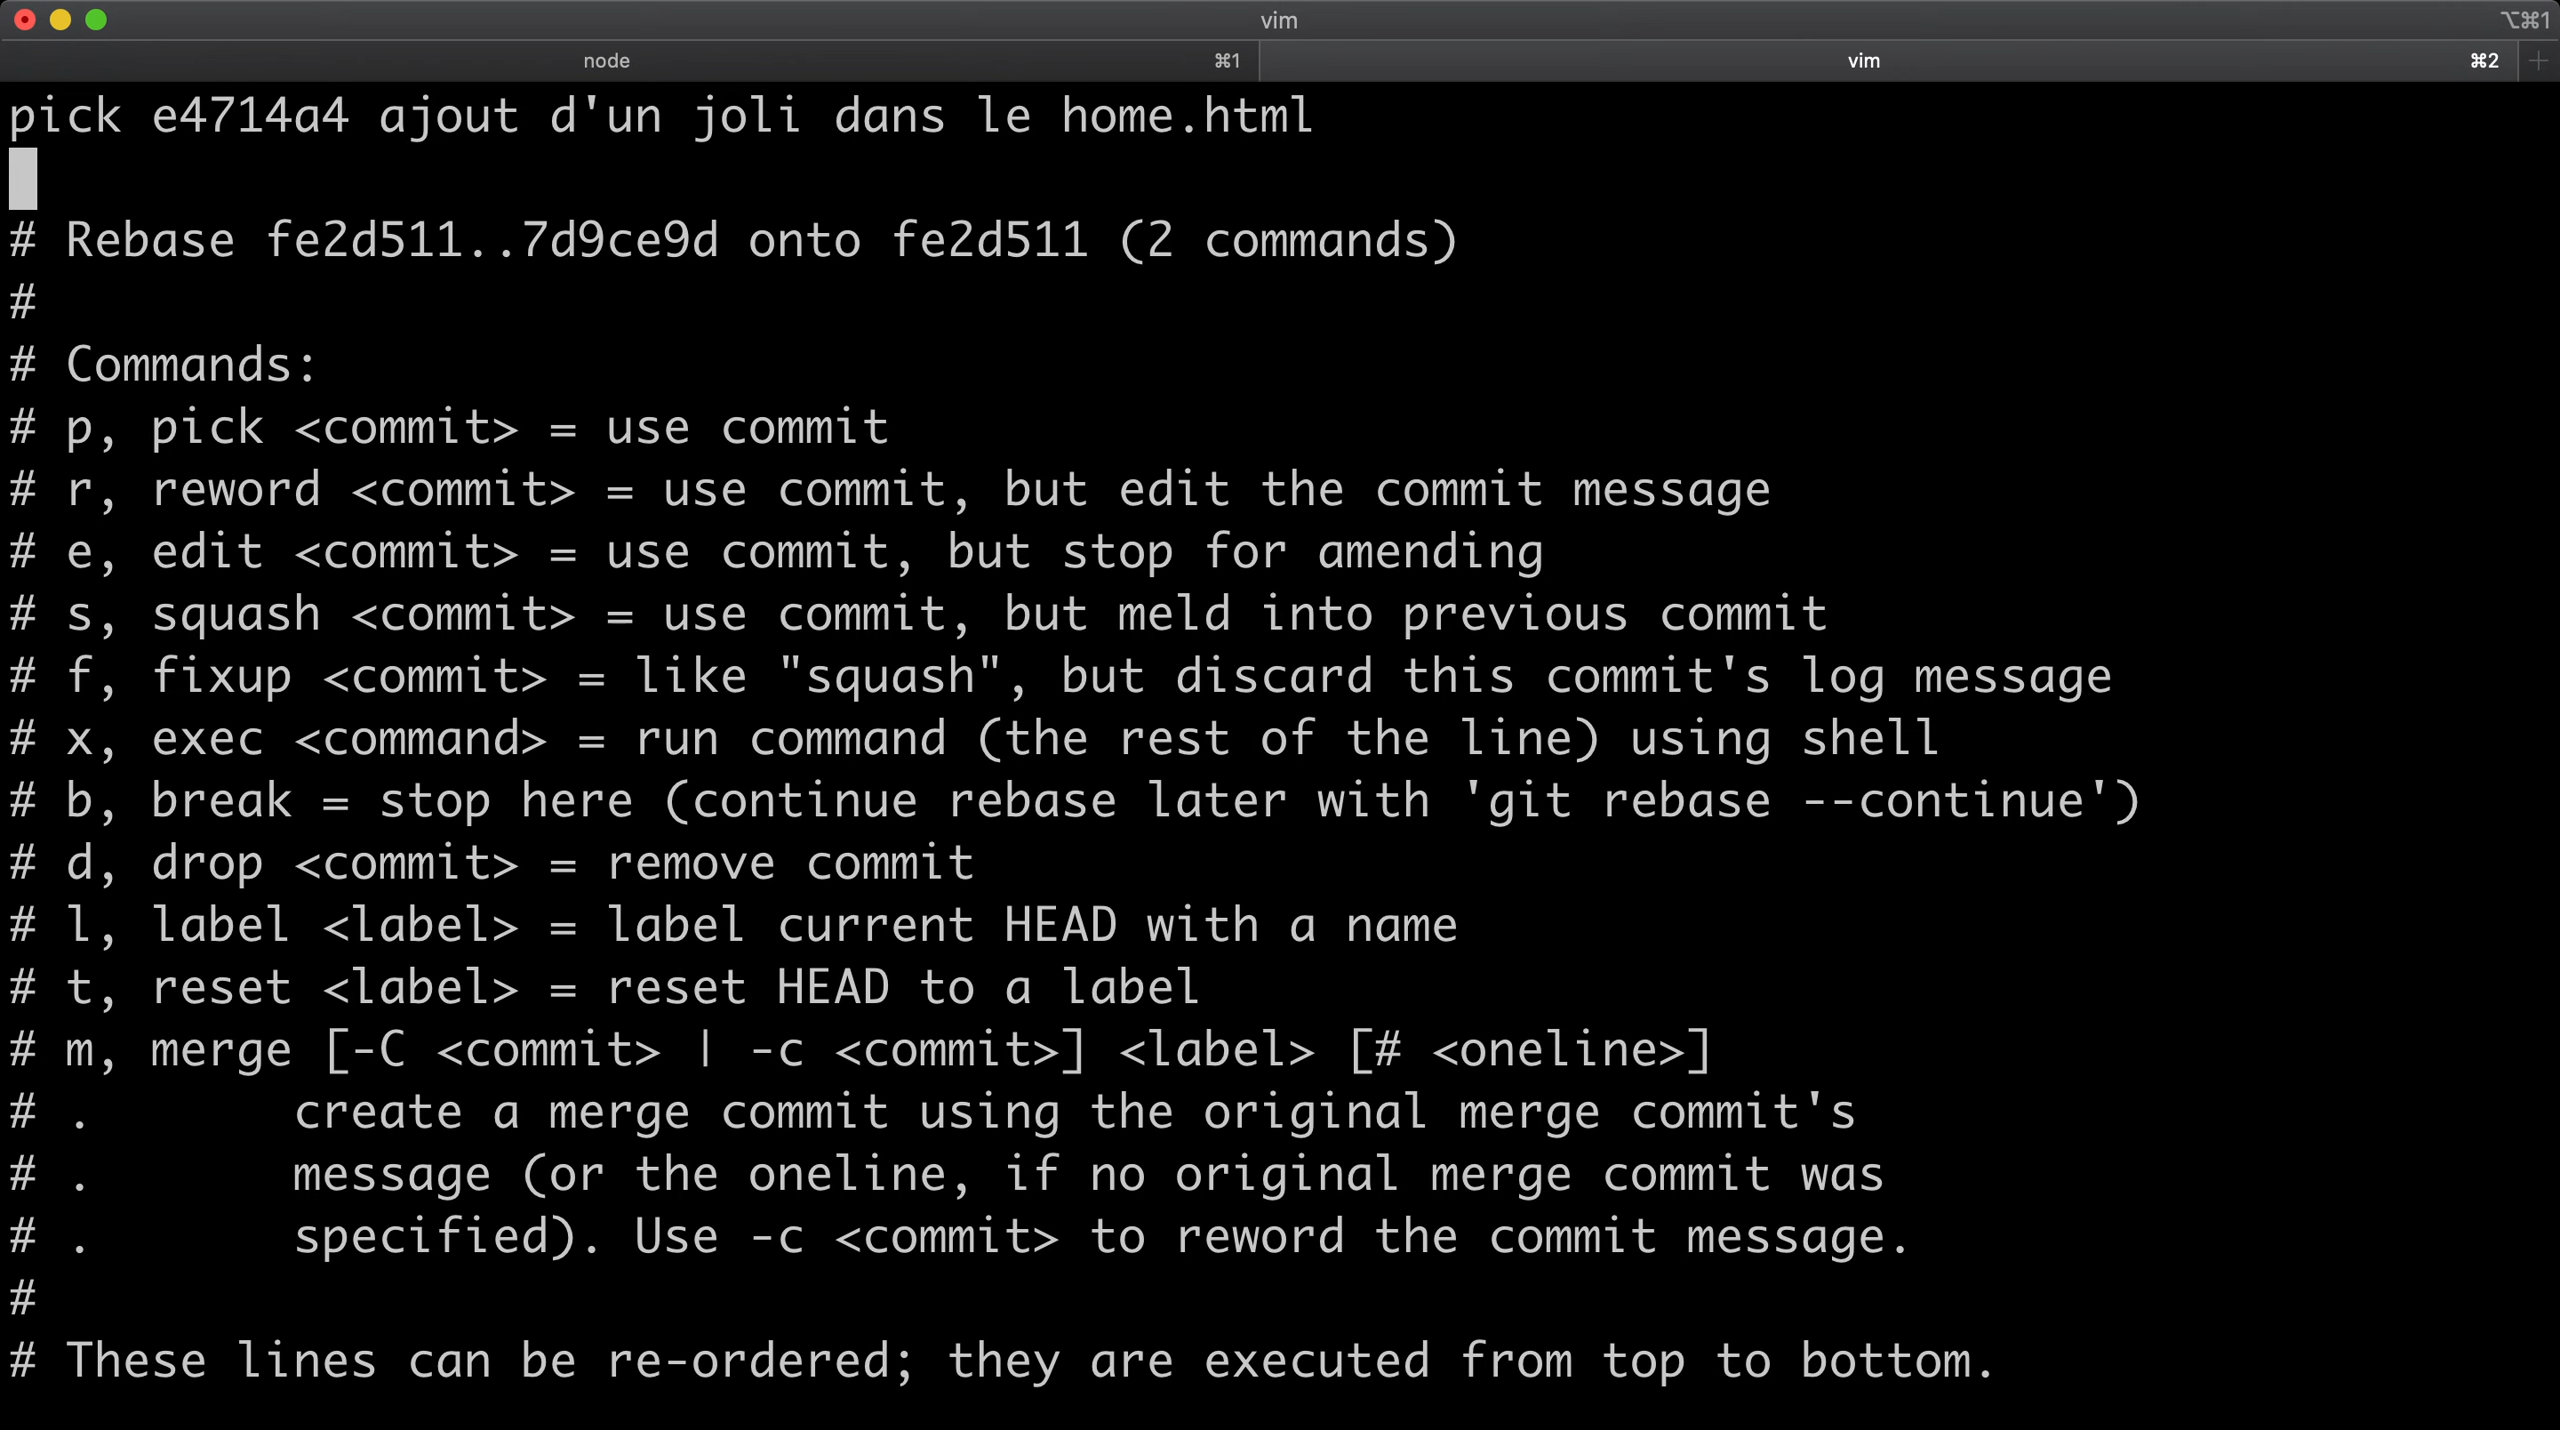 vim
⌥⌘1
node ⌘1 vim ⌘2 +
pick e4714a4 ajout d'un joli dans le home.html
# Rebase fe2d511..7d9ce9d onto fe2d511 (2 commands)
#
# Commands:
# p, pick <commit> = use commit
# r, reword <commit> = use commit, but edit the commit message
# e, edit <commit> = use commit, but stop for amending
# s, squash <commit> = use commit, but meld into previous commit
# f, fixup <commit> = like "squash", but discard this commit's log message
# x, exec <command> = run command (the rest of the line) using shell
# b, break = stop here (continue rebase later with 'git rebase --continue')
# d, drop <commit> = remove commit
# l, label <label> = label current HEAD with a name
# t, reset <label> = reset HEAD to a label
# m, merge [-C <commit> | -c <commit>] <label> [# <oneline>]
# .       create a merge commit using the original merge commit's
# .       message (or the oneline, if no original merge commit was
# .       specified). Use -c <commit> to reword the commit message.
#
# These lines can be re-ordered; they are executed from top to bottom.